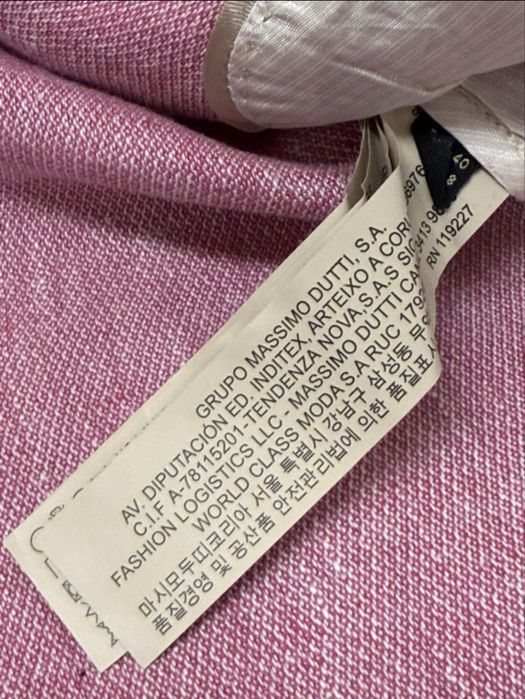 GRUPO MASSIMO DUTTI, S.A.
AV. DIPUTACIÓN ED. INDITEX ARTEIXO A COR
C.I.F A-78115201-TENDENZA NOVA,S.A.S
FASHION LOGISTICS LLC - MASSIMO DUTTI
WORLD CLASS MODA S.A RUC
마시모두띠코리아 서울 특별시 강남구 삼성동
품질경영 및 공산품 안전관리법에 의한 품질표
RN 119227
40